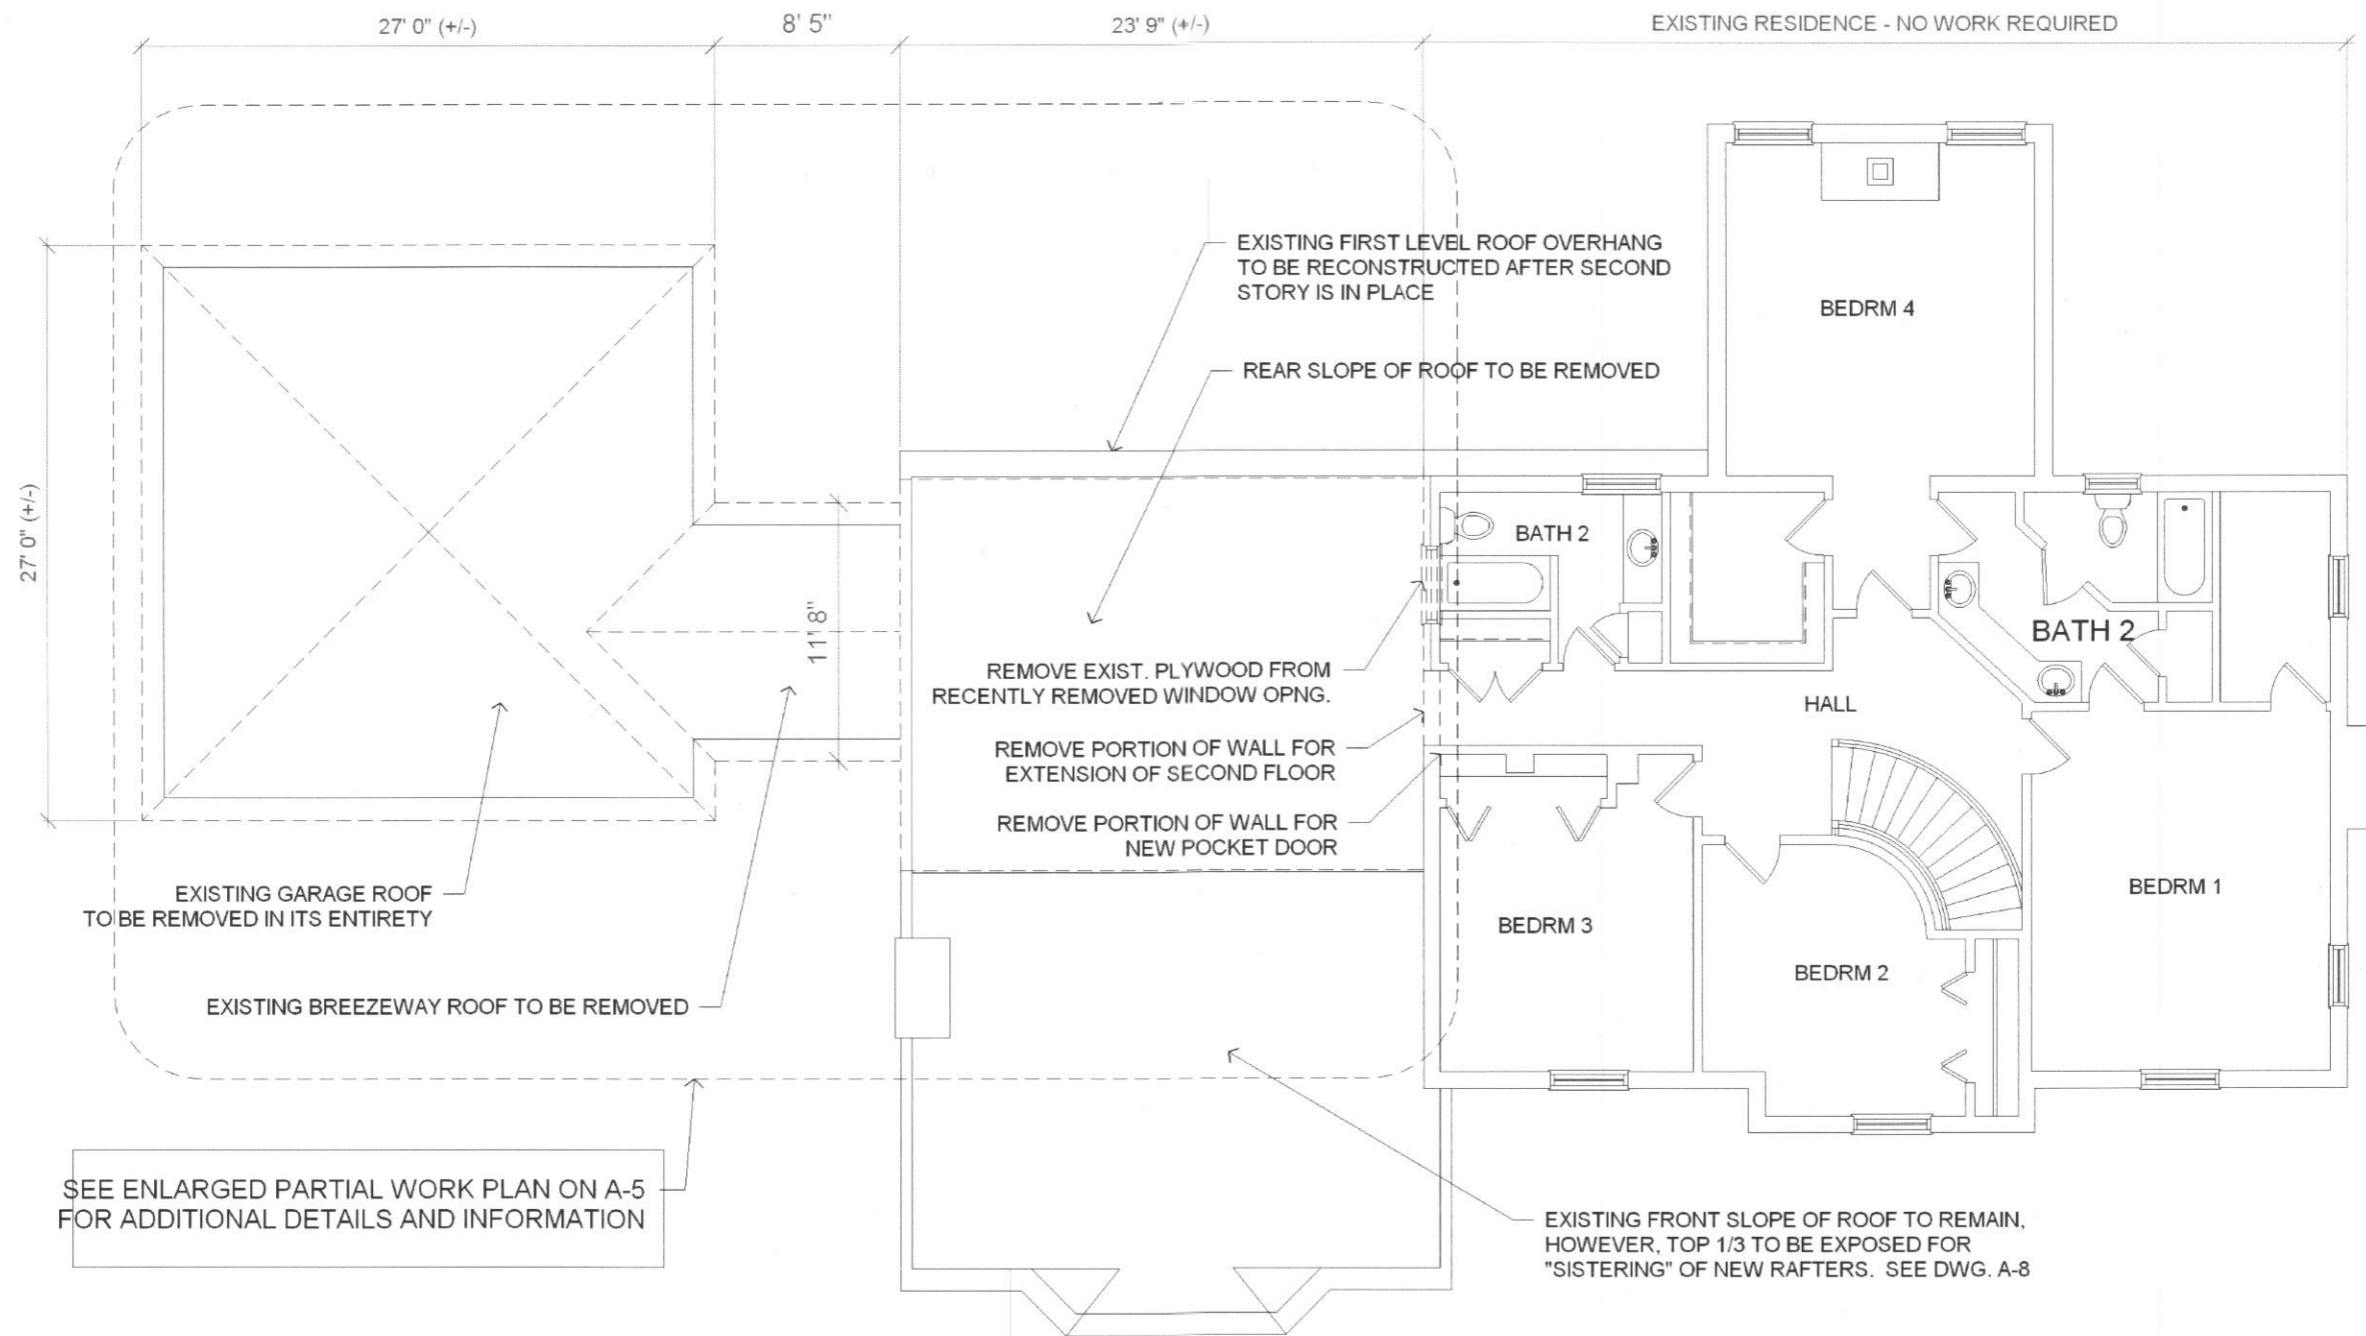 27' 0" (+/-)
8' 5"
23' 9" (+/-)
EXISTING RESIDENCE - NO WORK REQUIRED
EXISTING FIRST LEVEL ROOF OVERHANG
TO BE RECONSTRUCTED AFTER SECOND
STORY IS IN PLACE
BEDRM 4
REAR SLOPE OF ROOF TO BE REMOVED
27' 0" (+/-)
BATH 2
11' 8"
BATH 2
REMOVE EXIST. PLYWOOD FROM
RECENTLY REMOVED WINDOW OPNG.
HALL
REMOVE PORTION OF WALL FOR
EXTENSION OF SECOND FLOOR
REMOVE PORTION OF WALL FOR
NEW POCKET DOOR
EXISTING GARAGE ROOF
TO BE REMOVED IN ITS ENTIRETY
BEDRM 1
BEDRM 3
BEDRM 2
EXISTING BREEZEWAY ROOF TO BE REMOVED
SEE ENLARGED PARTIAL WORK PLAN ON A-5
FOR ADDITIONAL DETAILS AND INFORMATION
EXISTING FRONT SLOPE OF ROOF TO REMAIN,
HOWEVER, TOP 1/3 TO BE EXPOSED FOR
"SISTERING" OF NEW RAFTERS. SEE DWG. A-8